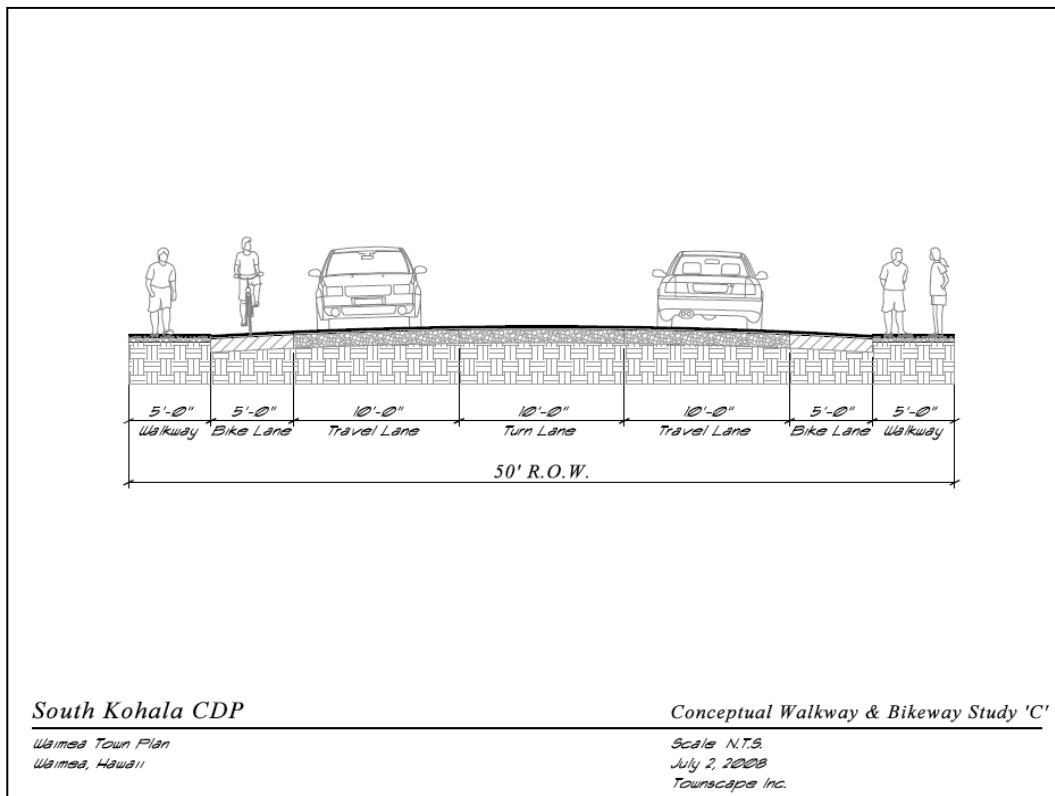 5'-0" 5'-0" 10'-0" 10'-0" 10'-0" 5'-0" 5'-0"
Walkway Bike Lane Travel Lane Turn Lane Travel Lane Bike Lane Walkway
50' R.O.W.
South Kohala CDP
Waimea Town Plan
Waimea, Hawaii
Conceptual Walkway & Bikeway Study 'C'
Scale N.T.S.
July 2, 2008
Townscape Inc.